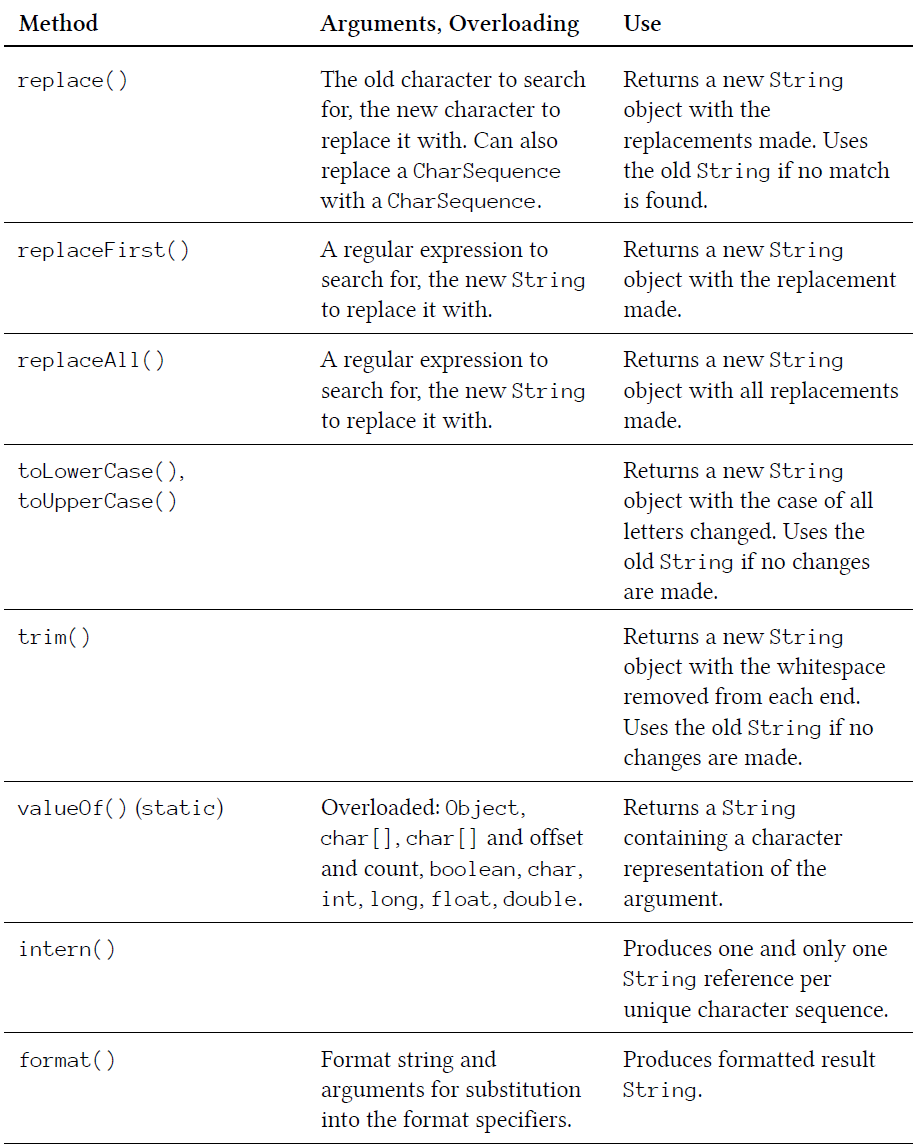 Method Arguments, Overloading Use
replace() The old character to search Returns a new String
for, the new character to object with the
replace it with. Can also replacements made. Uses
replace a CharSequence the old String if no match
with a CharSequence. is found.
replaceFirst() A regular expression to Returns a new String
search for, the new String object with the replacement
to replace it with. made.
replaceAll() A regular expression to Returns a new String
search for, the new String object with all replacements
to replace it with. made.
toLowerCase(), Returns a new String
toUpperCase() object with the case of all
letters changed. Uses the
old String if no changes
are made.
trim() Returns a new String
object with the whitespace
removed from each end.
Uses the old String if no
changes are made.
valueOf() (static) Overloaded: Object, Returns a String
char[], char[] and offset containing a character
and count, boolean, char, representation of the
int, long, float, double. argument.
intern() Produces one and only one
String reference per
unique character sequence.
format() Format string and Produces formatted result
arguments for substitution String.
into the format specifiers.